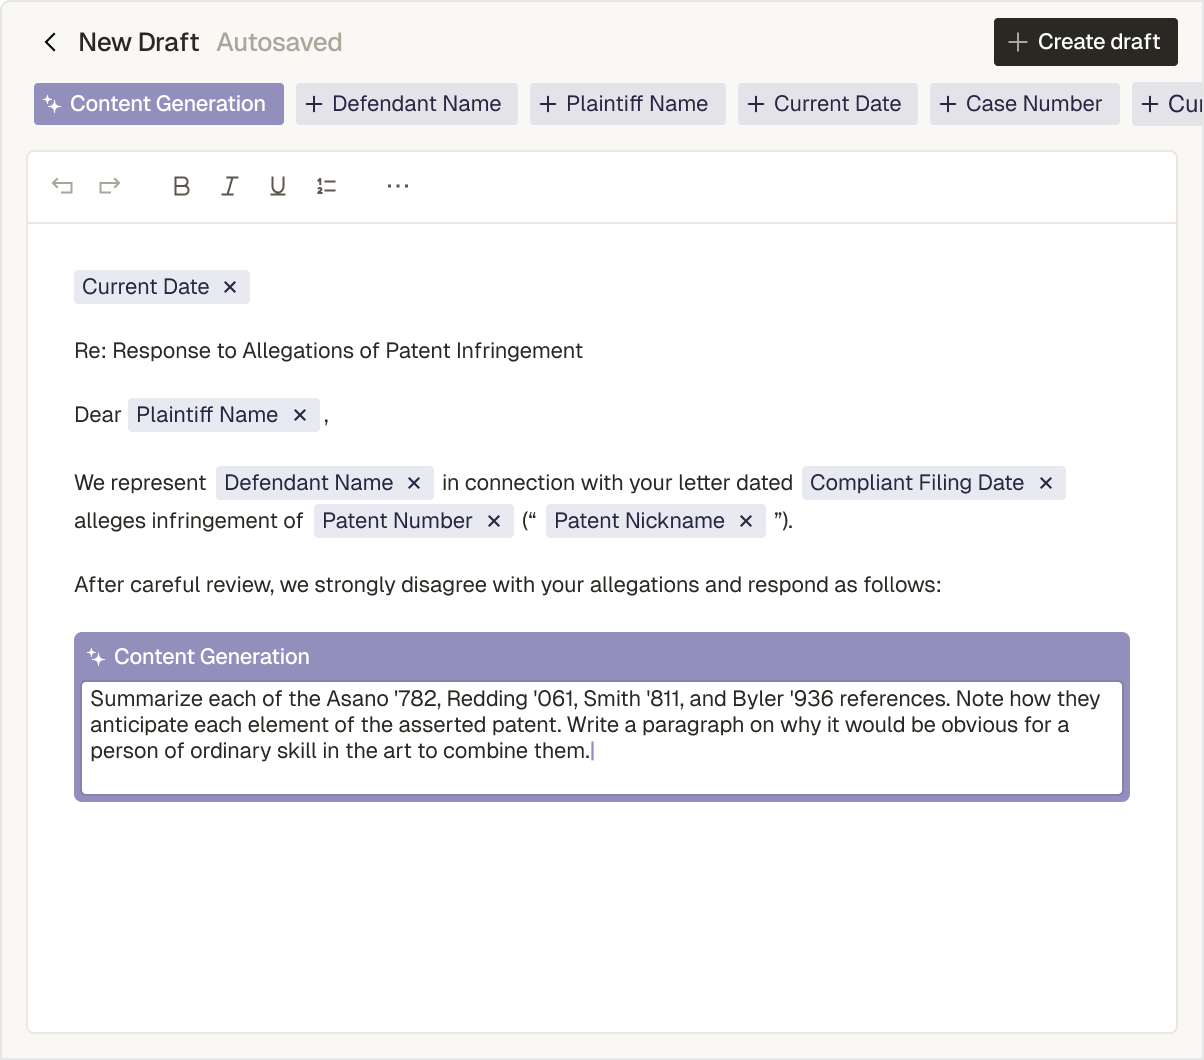 New Draft Autosaved
+ Create draft
Content Generation + Defendant Name + Plaintiff Name + Current Date + Case Number +
Current Date ×
Re: Response to Allegations of Patent Infringement
Dear Plaintiff Name × ,
We represent Defendant Name × in connection with your letter dated Compliant Filing Date ×
alleges infringement of Patent Number × (“ Patent Nickname × ”).
After careful review, we strongly disagree with your allegations and respond as follows:
Content Generation
Summarize each of the Asano '782, Redding '061, Smith '811, and Byler '936 references. Note how they
anticipate each element of the asserted patent. Write a paragraph on why it would be obvious for a
person of ordinary skill in the art to combine them.